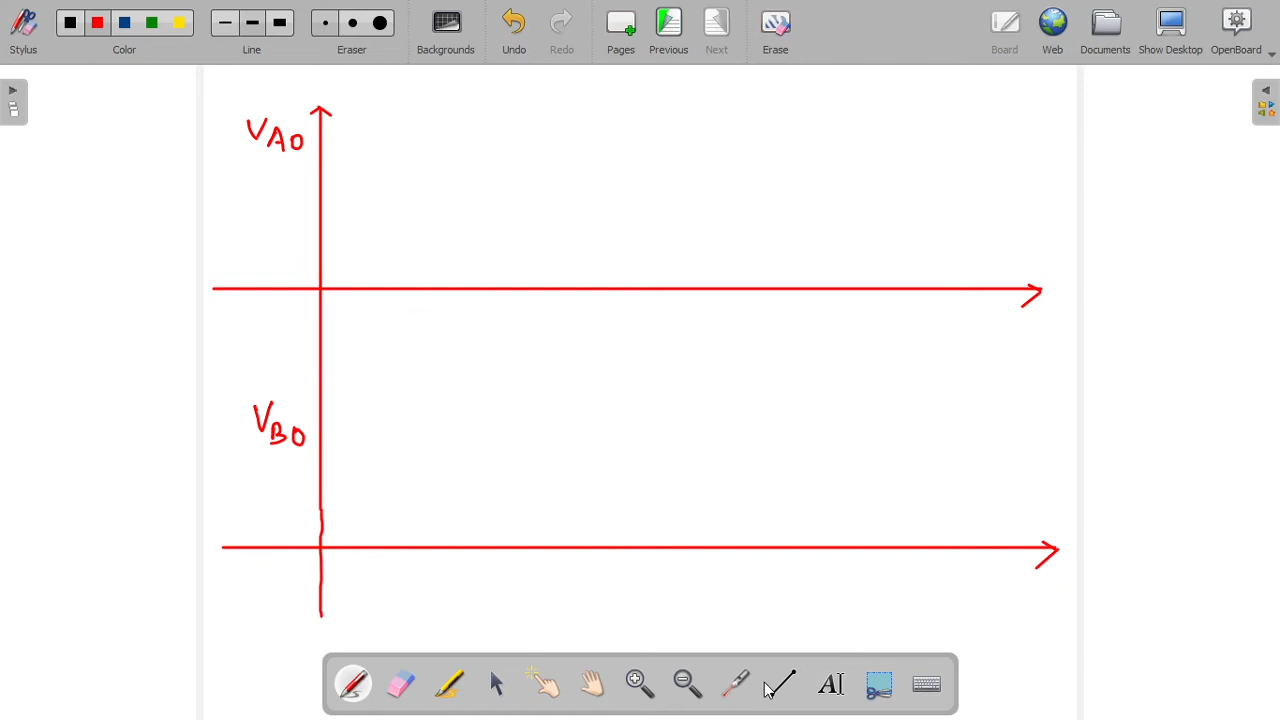 Stylus Color Line Eraser Backgrounds Undo Redo Pages Previous Next Erase Board Web Documents Show Desktop OpenBoard
VAO
VBO
AI